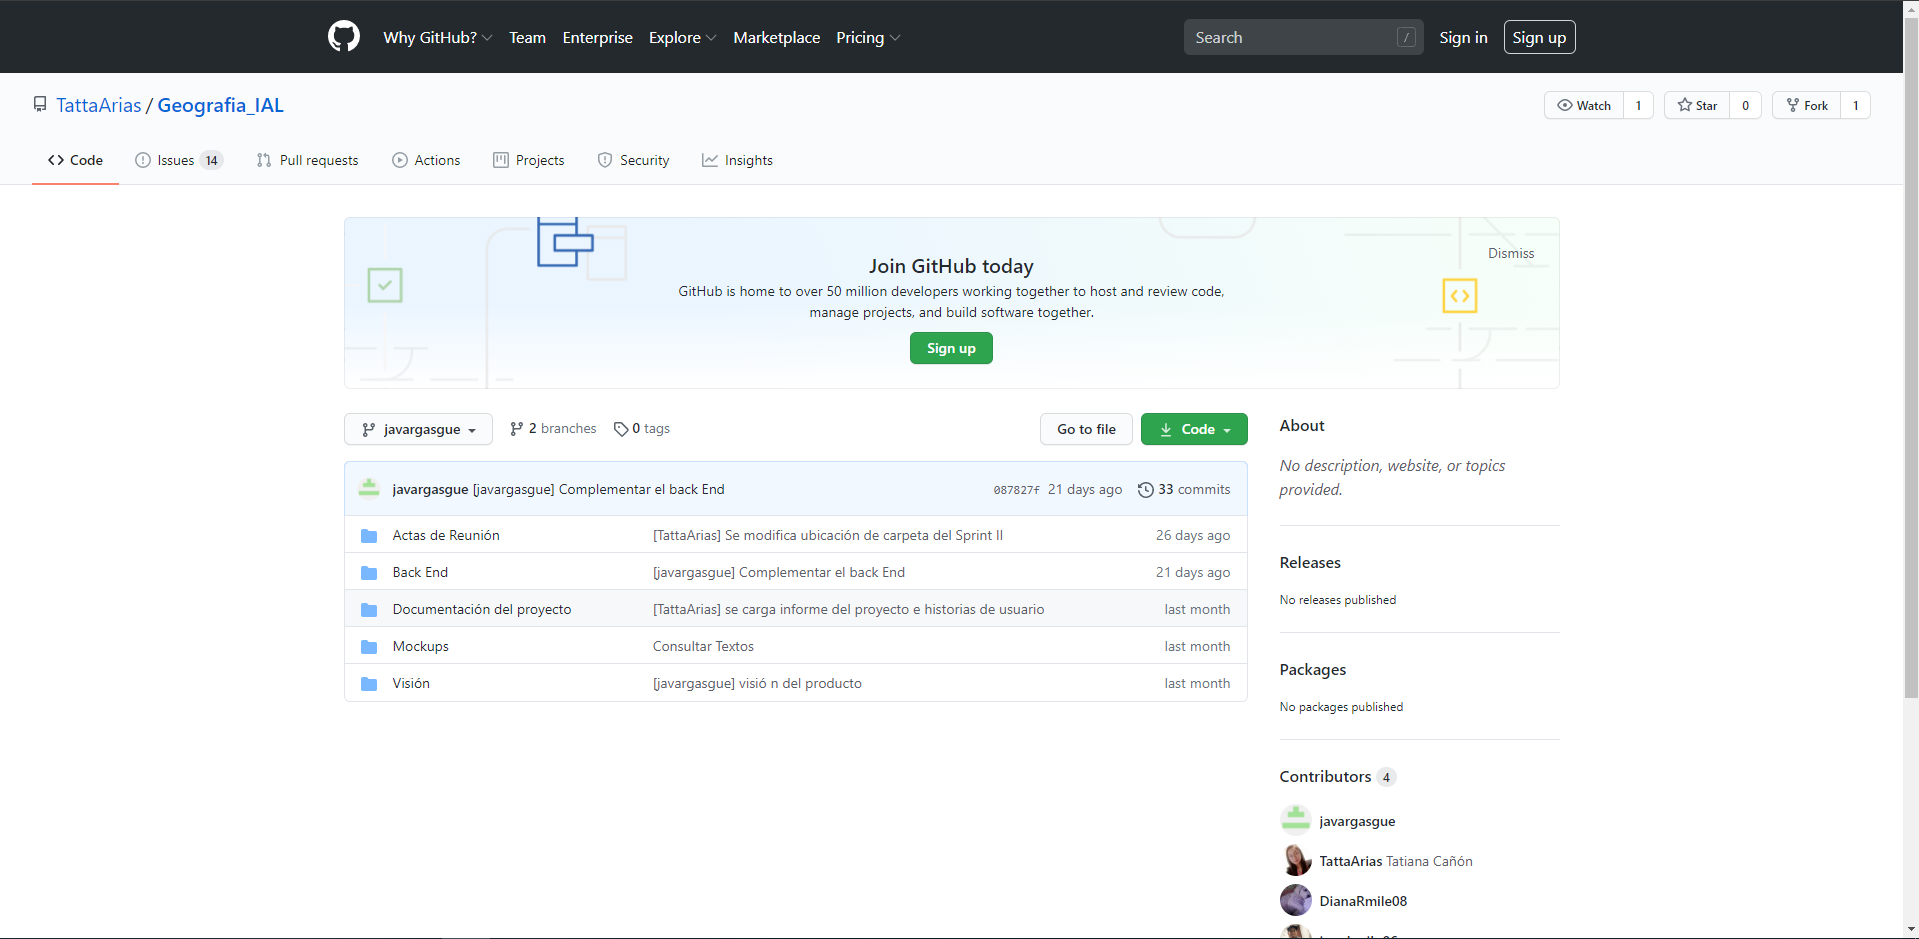 Why GitHub? Team Enterprise Explore Marketplace Pricing Search / Sign in Sign up
TattaArias / Geografia_IAL
Watch 1 Star 0 Fork 1
Code Issues 14 Pull requests Actions Projects Security Insights
Dismiss
Join GitHub today
GitHub is home to over 50 million developers working together to host and review code,
manage projects, and build software together.
Sign up
javargasgue 2 branches 0 tags Go to file Code
javargasgue [javargasgue] Complementar el back End 087827f 21 days ago 33 commits
Actas de Reunión [TattaArias] Se modifica ubicación de carpeta del Sprint II 26 days ago
Back End [javargasgue] Complementar el back End 21 days ago
Documentación del proyecto [TattaArias] se carga informe del proyecto e historias de usuario last month
Mockups Consultar Textos last month
Visión [javargasgue] visió n del producto last month
About
No description, website, or topics
provided.
Releases
No releases published
Packages
No packages published
Contributors 4
javargasgue
TattaArias Tatiana Cañón
DianaRmile08